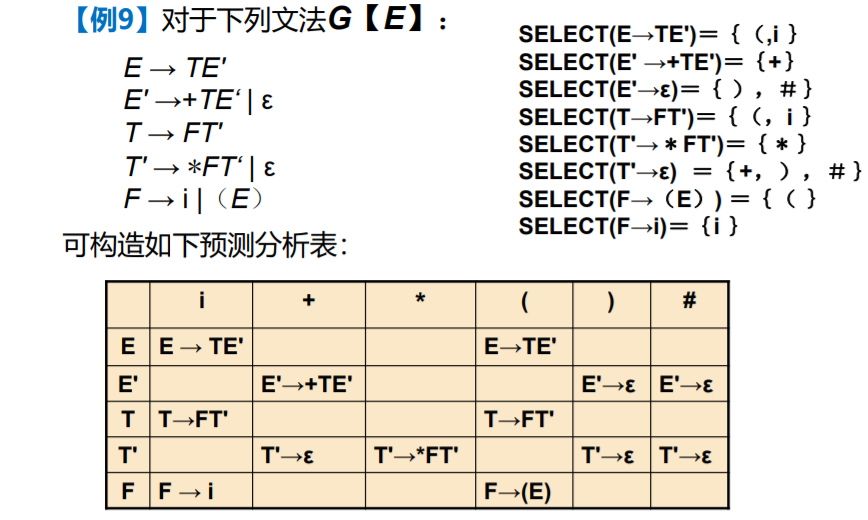 【例9】对于下列文法G【E】：
E → TE'
E' →+TE‘ | ε
T → FT'
T' → *FT‘ | ε
F → i |（E）
SELECT(E→TE')＝｛（,i｝
SELECT(E' →+TE')＝｛+｝
SELECT(E'→ε)＝｛ ），＃｝
SELECT(T→FT')＝｛（，i｝
SELECT(T'→＊FT')＝｛＊｝
SELECT(T'→ε) ＝｛+，），＃｝
SELECT(F→（E）)＝｛（ ｝
SELECT(F→i)＝｛i ｝
可构造如下预测分析表：
i + * ( ) #
E E → TE' E→TE'
E' E'→+TE' E'→ε E'→ε
T T→FT' T→FT'
T' T'→ε T'→*FT' T'→ε T'→ε
F F → i F→(E)